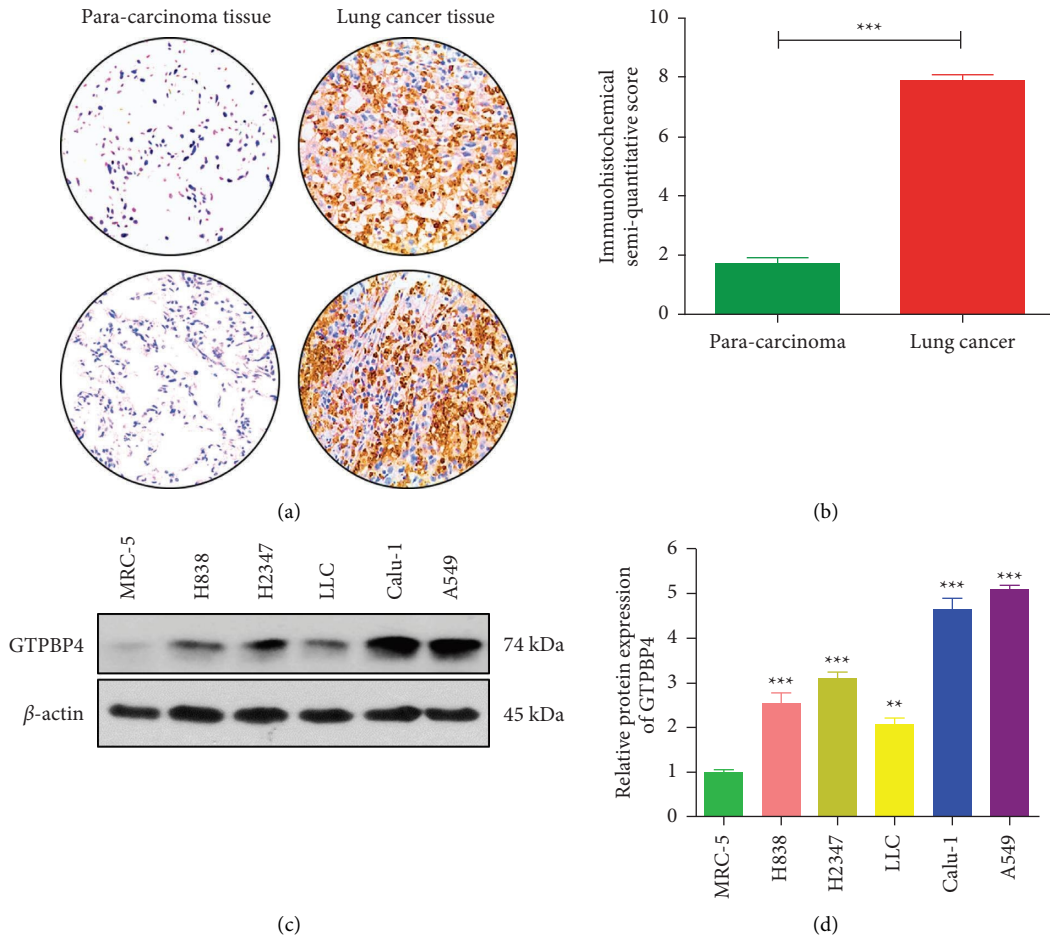 Para-carcinoma tissue
Lung cancer tissue
(a)
Immunohistochemical
semi-quantitative score
10
8
6
4
2
0
***
Para-carcinoma
Lung cancer
(b)
MRC-5
H838
H2347
LLC
Calu-1
A549
GTPBP4
74 kDa
β-actin
45 kDa
(c)
Relative protein expression
of GTPBP4
6
5
4
3
2
1
0
***
***
**
***
***
MRC-5
H838
H2347
LLC
Calu-1
A549
(d)